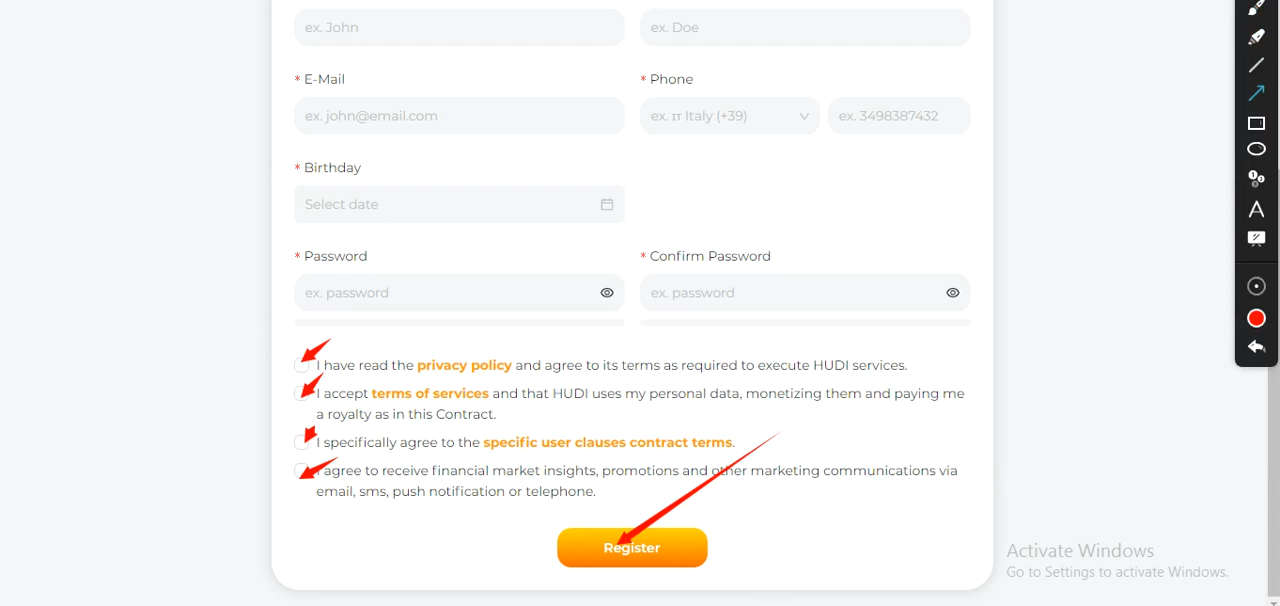 ex. John ex. Doe
* E-Mail * Phone
ex. john@email.com ex. IT Italy (+39) ex. 3498387432
* Birthday
Select date
* Password * Confirm Password
ex. password ex. password
I have read the privacy policy and agree to its terms as required to execute HUDI services.
I accept terms of services and that HUDI uses my personal data, monetizing them and paying me
a royalty as in this Contract.
I specifically agree to the specific user clauses contract terms.
I agree to receive financial market insights, promotions and other marketing communications via
email, sms, push notification or telephone.
Register
Activate Windows
Go to Settings to activate Windows.